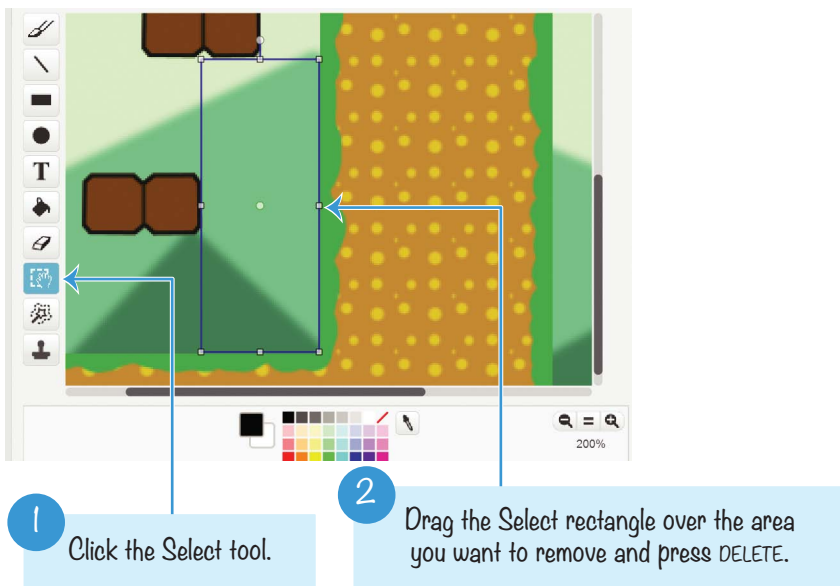 T
200%
1
Click the Select tool.
2
Drag the Select rectangle over the area
you want to remove and press DELETE.